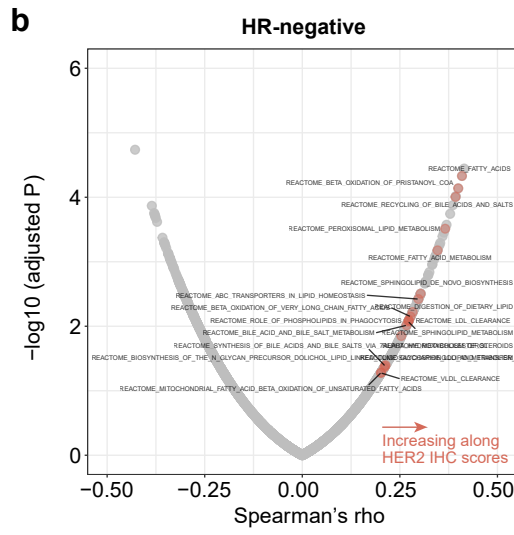 b
HR-negative
−log10 (adjusted P)
6
4
2
0
REACTOME_FATTY_ACIDS
REACTOME_BETA_OXIDATION_OF_PRISTANOYL_COA
REACTOME_RECYCLING_OF_BILE_ACIDS_AND_SALTS
REACTOME_PEROXISOMAL_LIPID_METABOLISM
REACTOME_FATTY_ACID_METABOLISM
REACTOME_SPHINGOLIPID_DE_NOVO_BIOSYNTHESIS
REACTOME_ABC_TRANSPORTERS_IN_LIPID_HOMEOSTASIS
REACTOME_BETA_OXIDATION_OF_VERY_LONG_CHAIN_FATTY_ACIDS
REACTOME_DIGESTION_OF_DIETARY_LIPID
REACTOME_ROLE_OF_PHOSPHOLIPIDS_IN_PHAGOCYTOSIS
REACTOME_LDL_CLEARANCE
REACTOME_BILE_ACID_AND_BILE_SALT_METABOLISM
REACTOME_SPHINGOLIPID_METABOLISM
REACTOME_SYNTHESIS_OF_BILE_ACIDS_AND_BILE_SALTS_VIA
REACTOME_BIOSYNTHESIS_OF_THE_N_GLYCAN_PRECURSOR_DOLICHOL_LIPID
REACTOME_VLDL_CLEARANCE
REACTOME_MITOCHONDRIAL_FATTY_ACID_BETA_OXIDATION_OF_UNSATURATED_FATTY_ACIDS
Increasing along
HER2 IHC scores
−0.50 −0.25 0.00 0.25 0.50
Spearman's rho